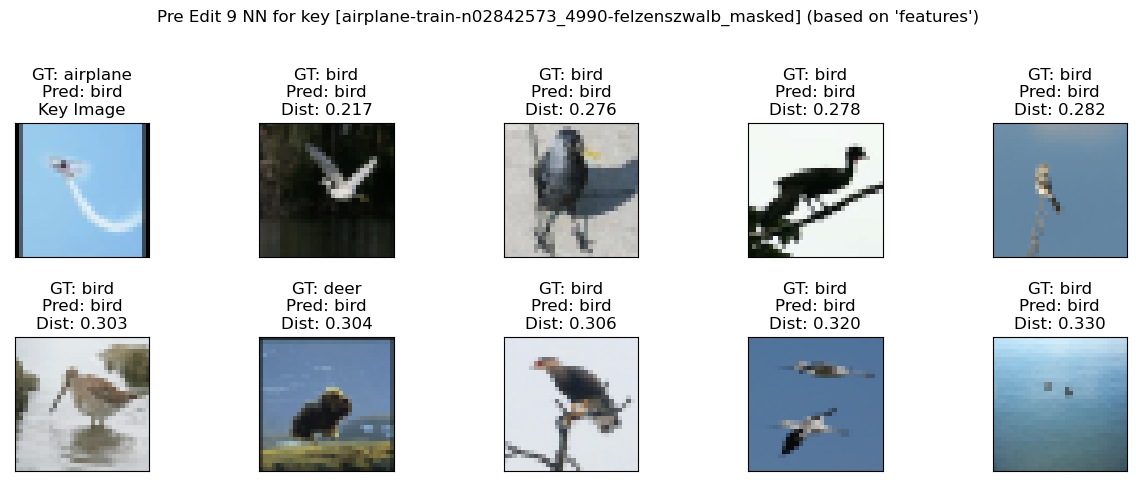 Pre Edit 9 NN for key [airplane-train-n02842573_4990-felzenszwalb_masked] (based on 'features')
GT: airplane
Pred: bird
Key Image
GT: bird
Pred: bird
Dist: 0.217
GT: bird
Pred: bird
Dist: 0.276
GT: bird
Pred: bird
Dist: 0.278
GT: bird
Pred: bird
Dist: 0.282
GT: bird
Pred: bird
Dist: 0.303
GT: deer
Pred: bird
Dist: 0.304
GT: bird
Pred: bird
Dist: 0.306
GT: bird
Pred: bird
Dist: 0.320
GT: bird
Pred: bird
Dist: 0.330